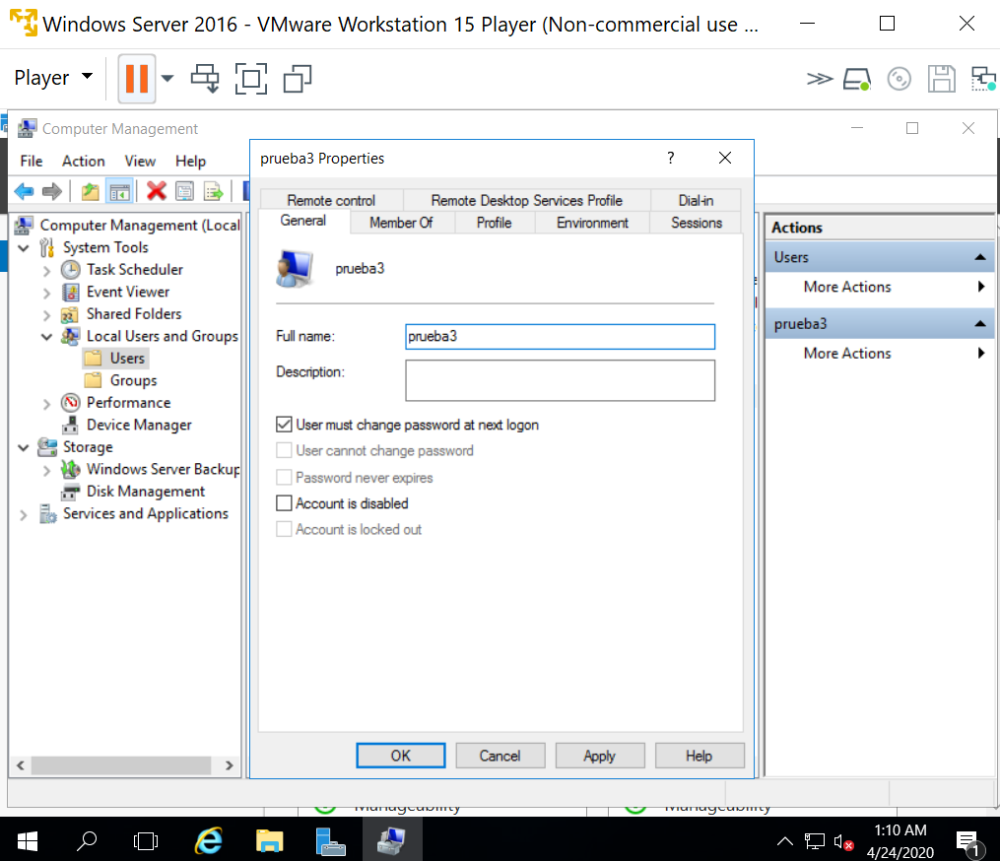 Windows Server 2016 - VMware Workstation 15 Player (Non-commercial use ...
Player
Computer Management
File Action View Help
Computer Management (Local
System Tools
Task Scheduler
Event Viewer
Shared Folders
Local Users and Groups
Users
Groups
Performance
Device Manager
Storage
Windows Server Backup
Disk Management
Services and Applications
prueba3 Properties
?
Remote control Remote Desktop Services Profile Dial-in
General Member Of Profile Environment Sessions
prueba3
Full name: prueba3
Description:
User must change password at next logon
User cannot change password
Password never expires
Account is disabled
Account is locked out
OK Cancel Apply Help
Actions
Users
More Actions
prueba3
More Actions
Manageability Manageability
1:10 AM
4/24/2020
1